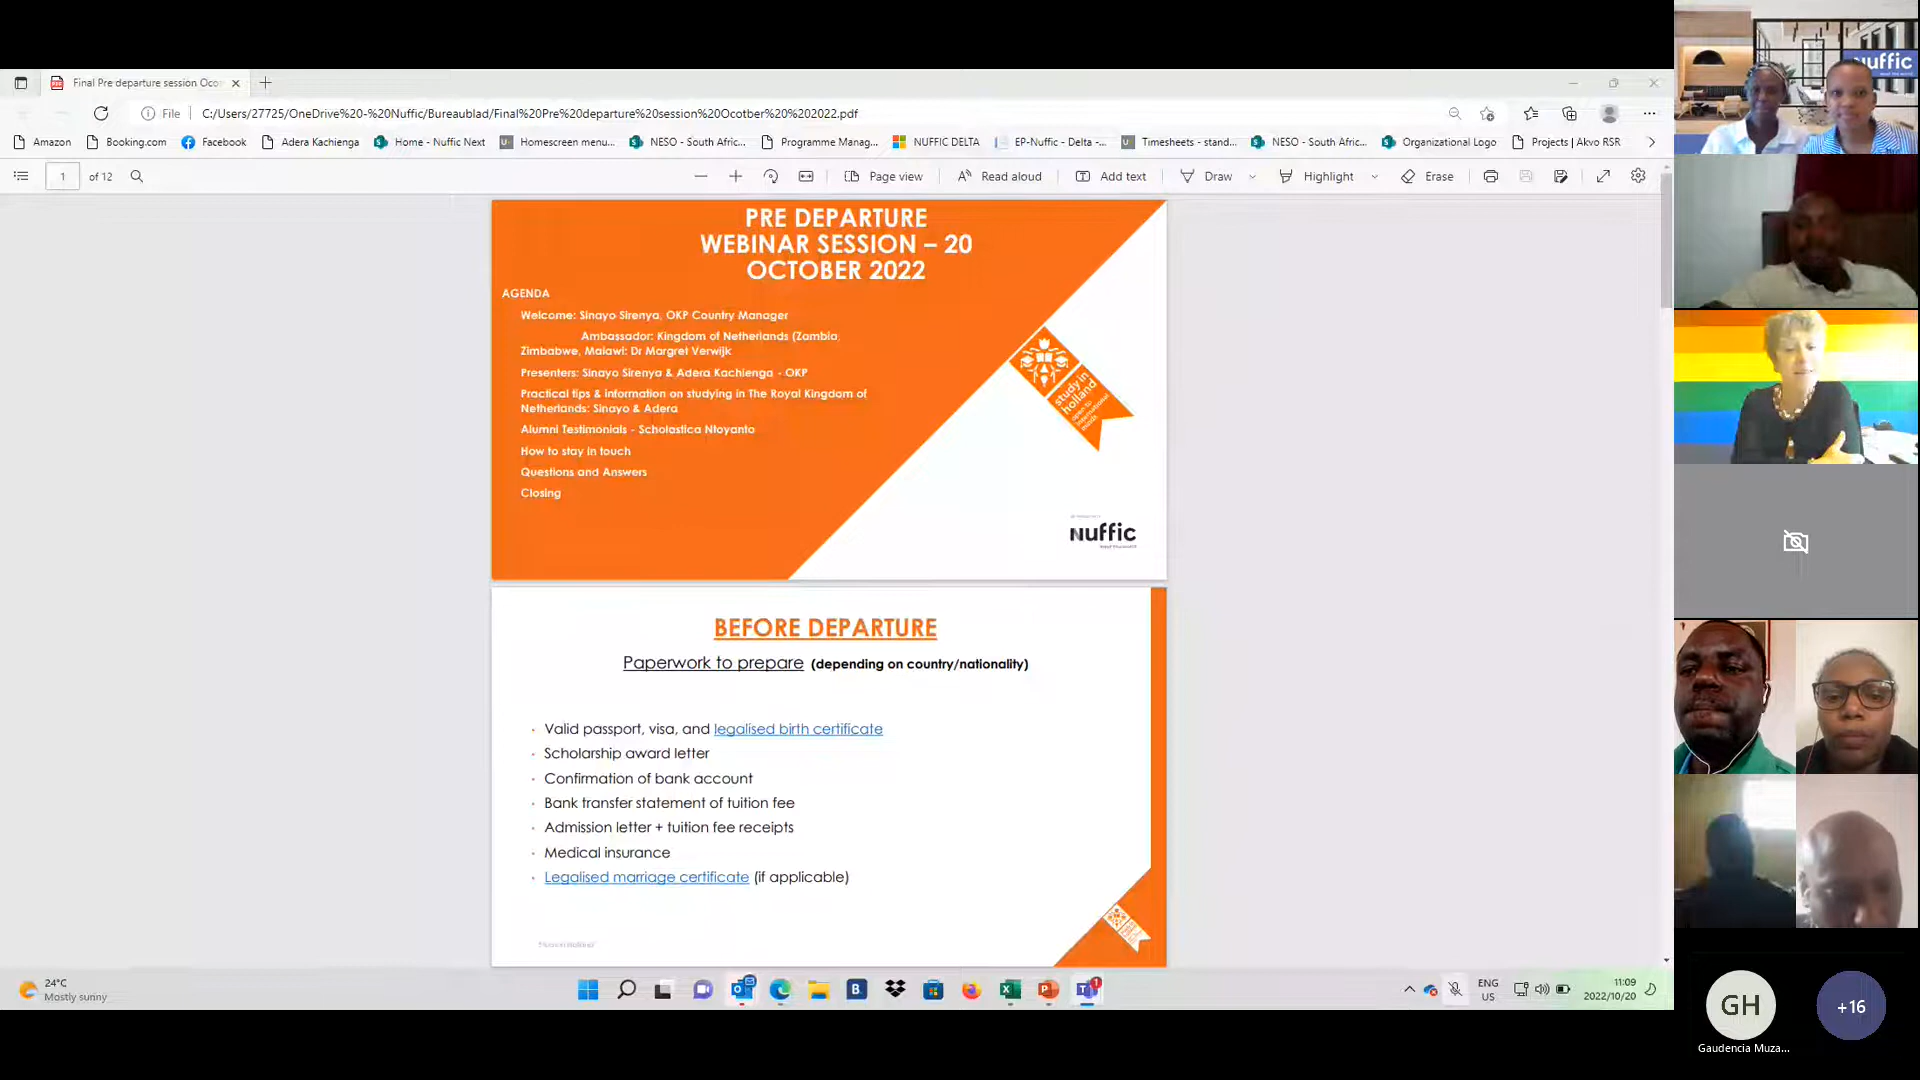 Final Pre departure session Oco
File
C:/Users/27725/OneDrive%20-%20Nuffic/Bureaublad/Final%20Pre%20departure%20session%20Ocotber%20%202022.pdf
Amazon
Booking.com
Facebook
Adera Kachienga
Home - Nuffic Next
Homescreen menu...
NESO - South Afric...
Programme Manag...
NUFFIC DELTA
EP-Nuffic - Delta -...
Timesheets - stand...
NESO - South Afric...
Organizational Logo
Projects | Akvo RSR
1 of 12
Page view
Read aloud
Add text
Draw
Highlight
Erase
PRE DEPARTURE
WEBINAR SESSION – 20
OCTOBER 2022
AGENDA
Welcome: Sinayo Sirenya, OKP Country Manager
Ambassador: Kingdom of Netherlands (Zambia,
Zimbabwe, Malawi: Dr Margret Verwijk
Presenters: Sinayo Sirenya & Adera Kachienga - OKP
Practical tips & information on studying in The Royal Kingdom of
Netherlands: Sinayo & Adera
Alumni Testimonials - Scholastica Ntoyanto
How to stay in touch
Questions and Answers
Closing
study in
holland
open to
international
minds
nuffic
BEFORE DEPARTURE
Paperwork to prepare (depending on country/nationality)
• Valid passport, visa, and legalised birth certificate
• Scholarship award letter
• Confirmation of bank account
• Bank transfer statement of tuition fee
• Admission letter + tuition fee receipts
• Medical insurance
• Legalised marriage certificate (if applicable)
24°C
Mostly sunny
ENG
US
11:09
2022/10/20
nuffic
GH
+16
Gaudencia Muza...